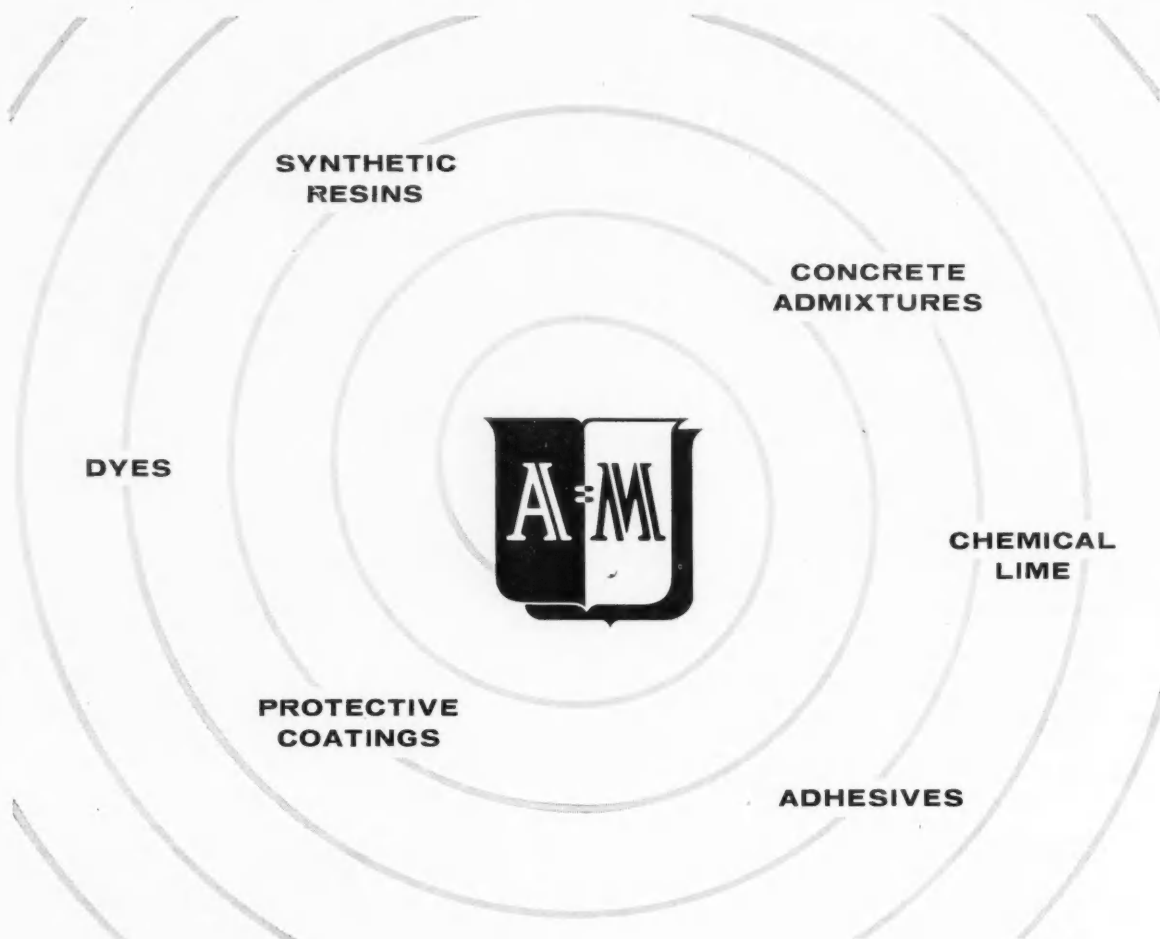 SYNTHETIC
RESINS
CONCRETE
ADMIXTURES
A=M
DYES
CHEMICAL
LIME
PROTECTIVE
COATINGS
ADHESIVES